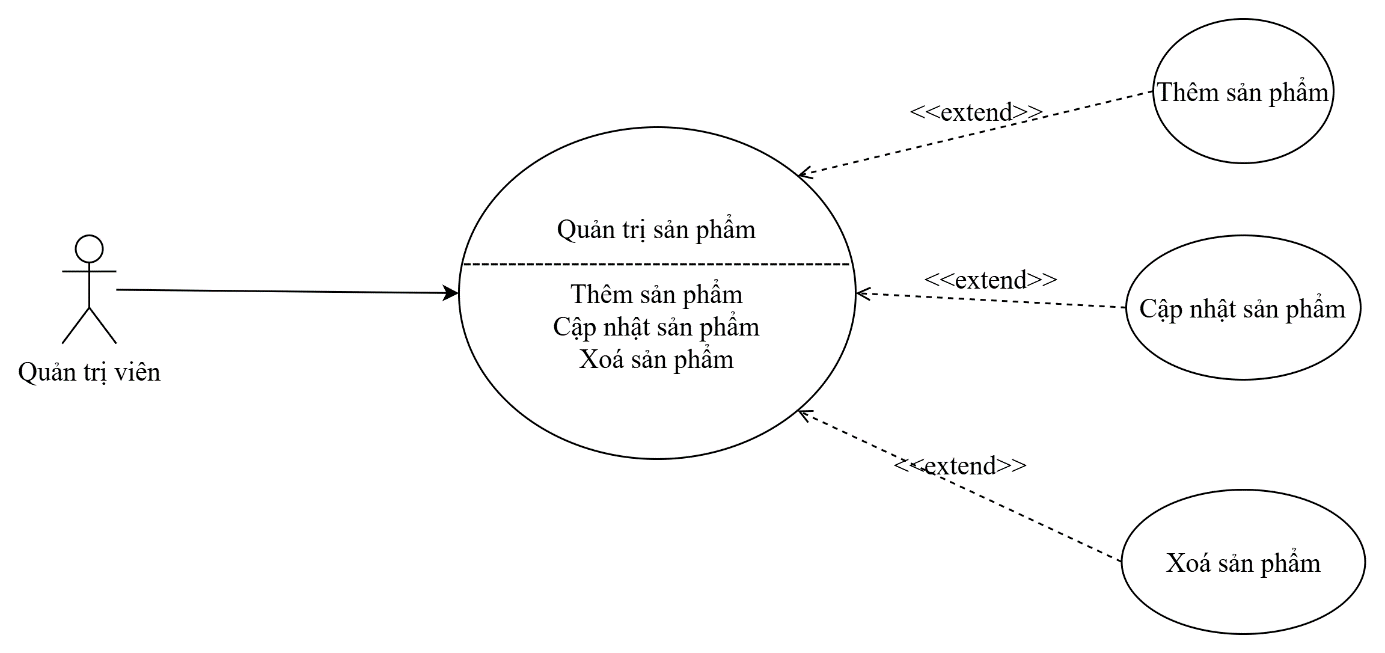 Thêm sản phẩm
<<extend>>
Quản trị sản phẩm
<<extend>>
Thêm sản phẩm
Cập nhật sản phẩm
Xoá sản phẩm
Cập nhật sản phẩm
Quản trị viên
<<extend>>
Xoá sản phẩm